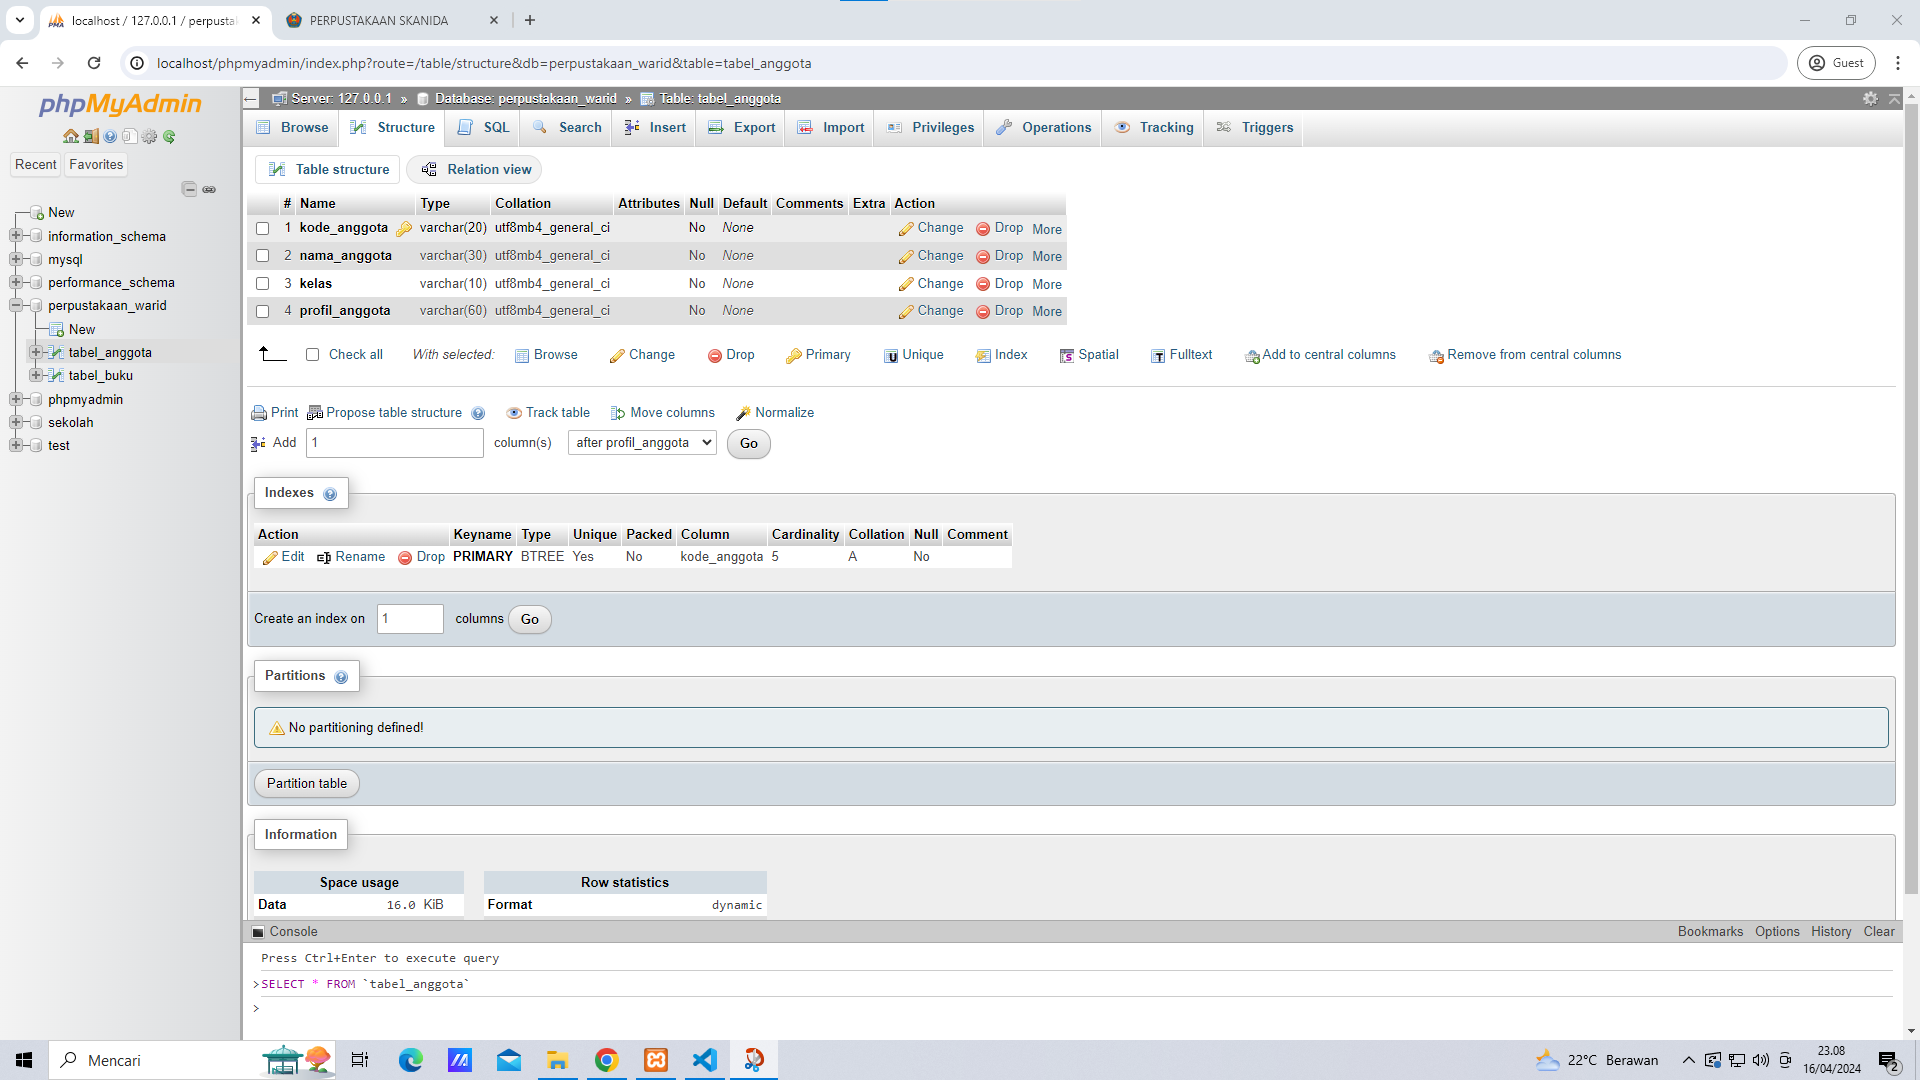 localhost / 127.0.0.1 / perpusta
PERPUSTAKAAN SKANIDA
localhost/phpmyadmin/index.php?route=/table/structure&db=perpustakaan_warid&table=tabel_anggota
Guest
phpMyAdmin
Recent Favorites
New
information_schema
mysql
performance_schema
perpustakaan_warid
New
tabel_anggota
tabel_buku
phpmyadmin
sekolah
test
Server: 127.0.0.1 » Database: perpustakaan_warid » Table: tabel_anggota
Browse Structure SQL Search Insert Export Import Privileges Operations Tracking Triggers
Table structure Relation view
# Name Type Collation Attributes Null Default Comments Extra Action
1 kode_anggota varchar(20) utf8mb4_general_ci No None Change Drop More
2 nama_anggota varchar(30) utf8mb4_general_ci No None Change Drop More
3 kelas varchar(10) utf8mb4_general_ci No None Change Drop More
4 profil_anggota varchar(60) utf8mb4_general_ci No None Change Drop More
Check all With selected: Browse Change Drop Primary Unique Index Spatial Fulltext Add to central columns Remove from central columns
Print Propose table structure Track table Move columns Normalize
Add 1 column(s) after profil_anggota Go
Indexes
Action Keyname Type Unique Packed Column Cardinality Collation Null Comment
Edit Rename Drop PRIMARY BTREE Yes No kode_anggota 5 A No
Create an index on 1 columns Go
Partitions
No partitioning defined!
Partition table
Information
Space usage
Data 16.0 KiB
Row statistics
Format dynamic
Console Bookmarks Options History Clear
Press Ctrl+Enter to execute query
>SELECT * FROM `tabel_anggota`
>
Mencari
22°C Berawan
23.08
16/04/2024
2